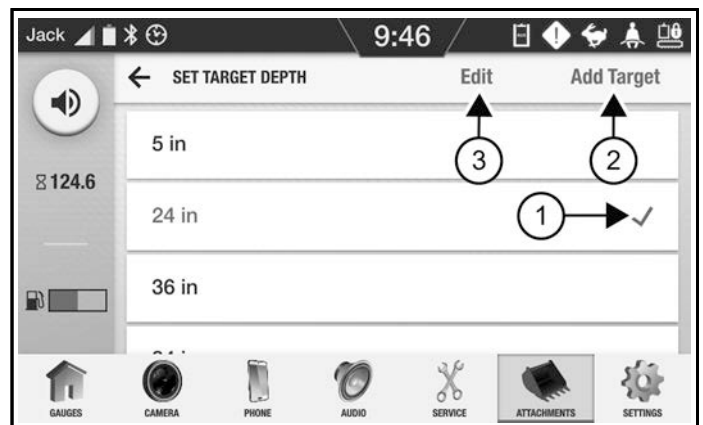 Jack 9:46
SET TARGET DEPTH Edit Add Target
5 in
3 2
124.6
24 in 1
36 in
GAUGES CAMERA PHONE AUDIO SERVICE ATTACHMENTS SETTINGS